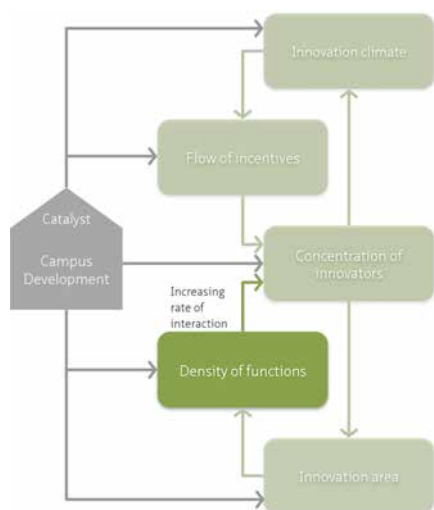 Innovation climate
Flow of incentives
Catalyst
Campus
Development
Concentration of
innovators
Increasing
rate of
interaction
Density of functions
Innovation area